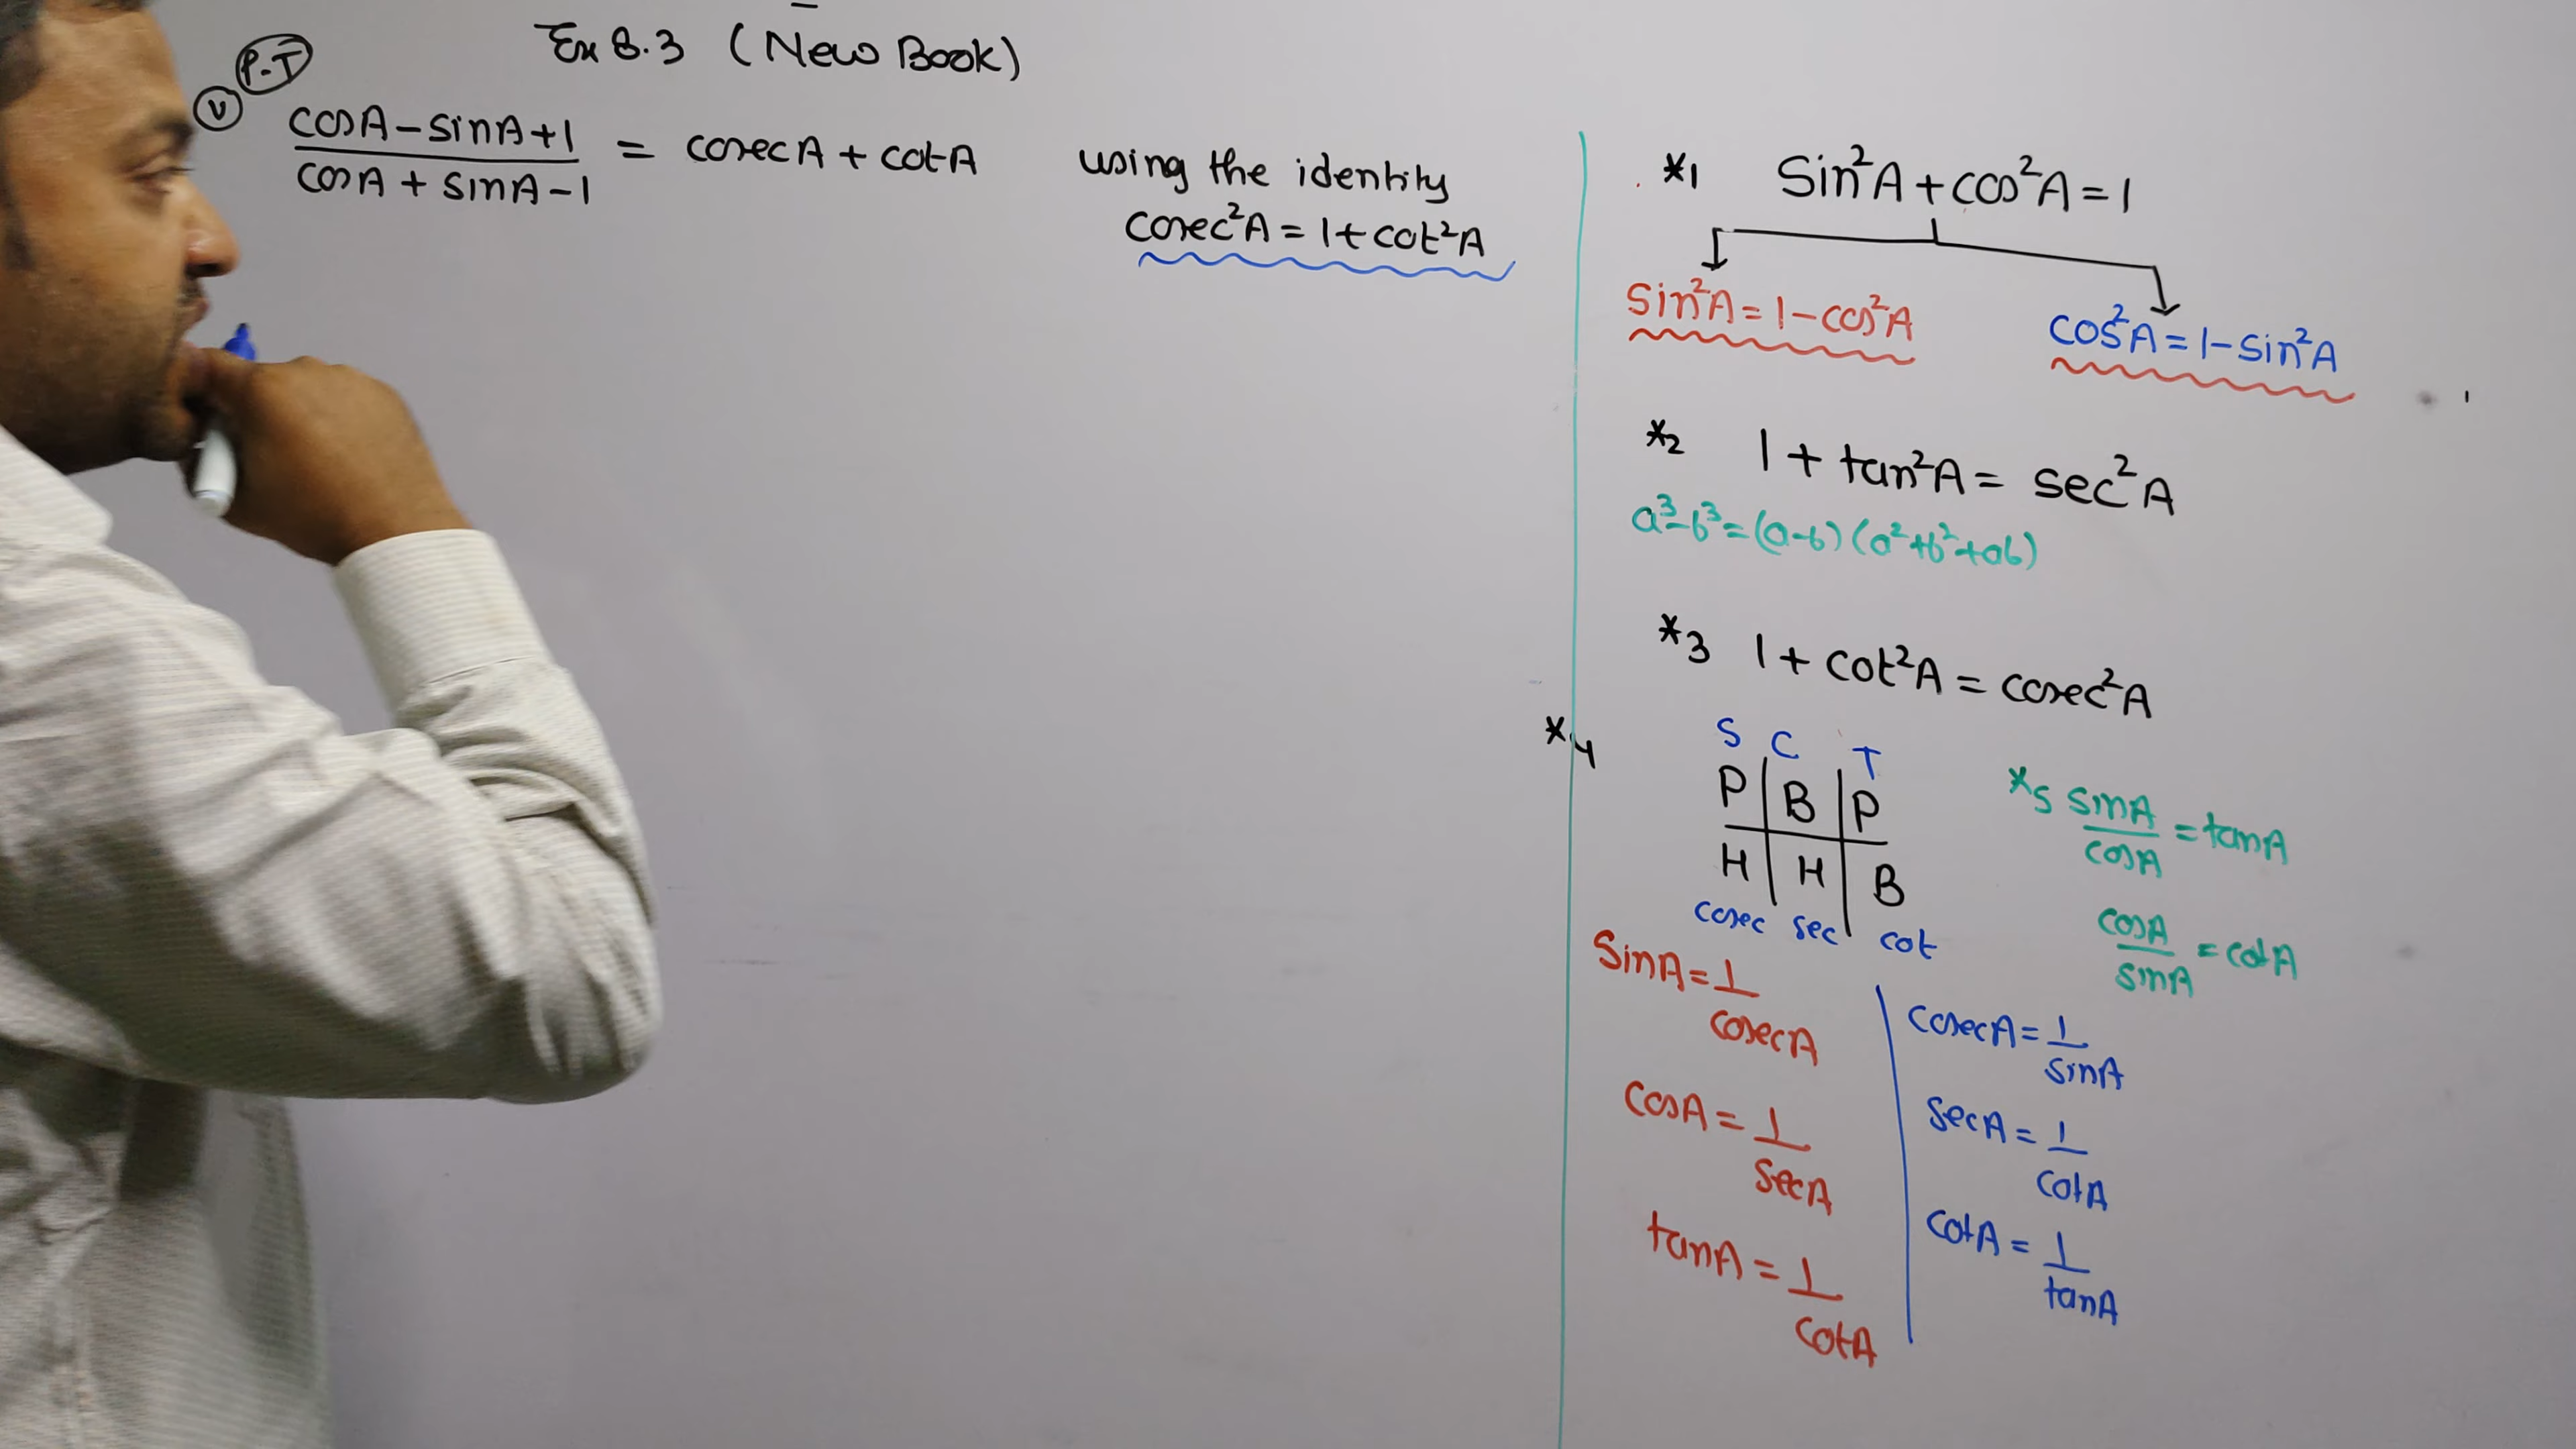 Ex 8.3 (New Book)
P.T
(v) cosA-sinA+1 / cosA+sinA-1 = cosecA + cotA
using the identity
cosec²A = 1+cot²A
*1 Sin²A + cos²A = 1
Sin²A = 1-cos²A
cos²A = 1-sin²A
*2 1 + tan²A = sec²A
a³-b³=(a-b)(a²+b²+ab)
*3 1 + cot²A = cosec²A
*4
S C T
P B P
H H B
cosec sec cot
*5 sinA / cosA = tanA
cosA / sinA = cotA
SinA = 1 / cosecA
cosA = 1 / secA
tanA = 1 / cotA
cosecA = 1 / sinA
secA = 1 / cotA
cotA = 1 / tanA